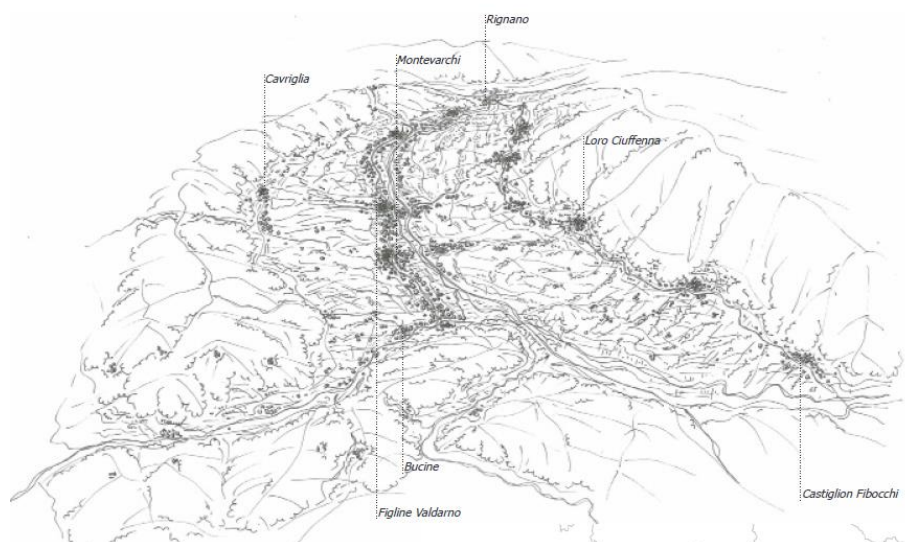 Rignano
Montevarchi
Cavriglia
Loro Ciuffenna
Bucine
Castiglion Fibocchi
Figline Valdarno